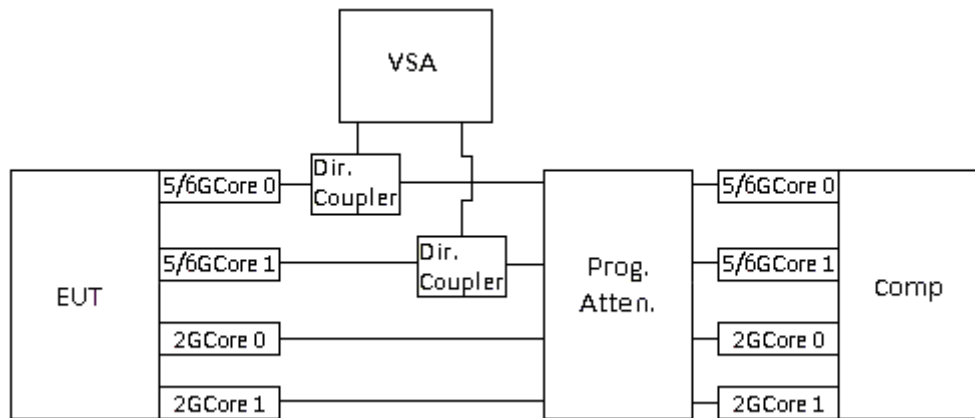 VSA
Dir.
Coupler
5/6GCore 0
5/6GCore 0
Dir.
Coupler
5/6GCore 1
5/6GCore 1
EUT
Prog.
Atten.
Comp
2GCore 0
2GCore 0
2GCore 1
2GCore 1